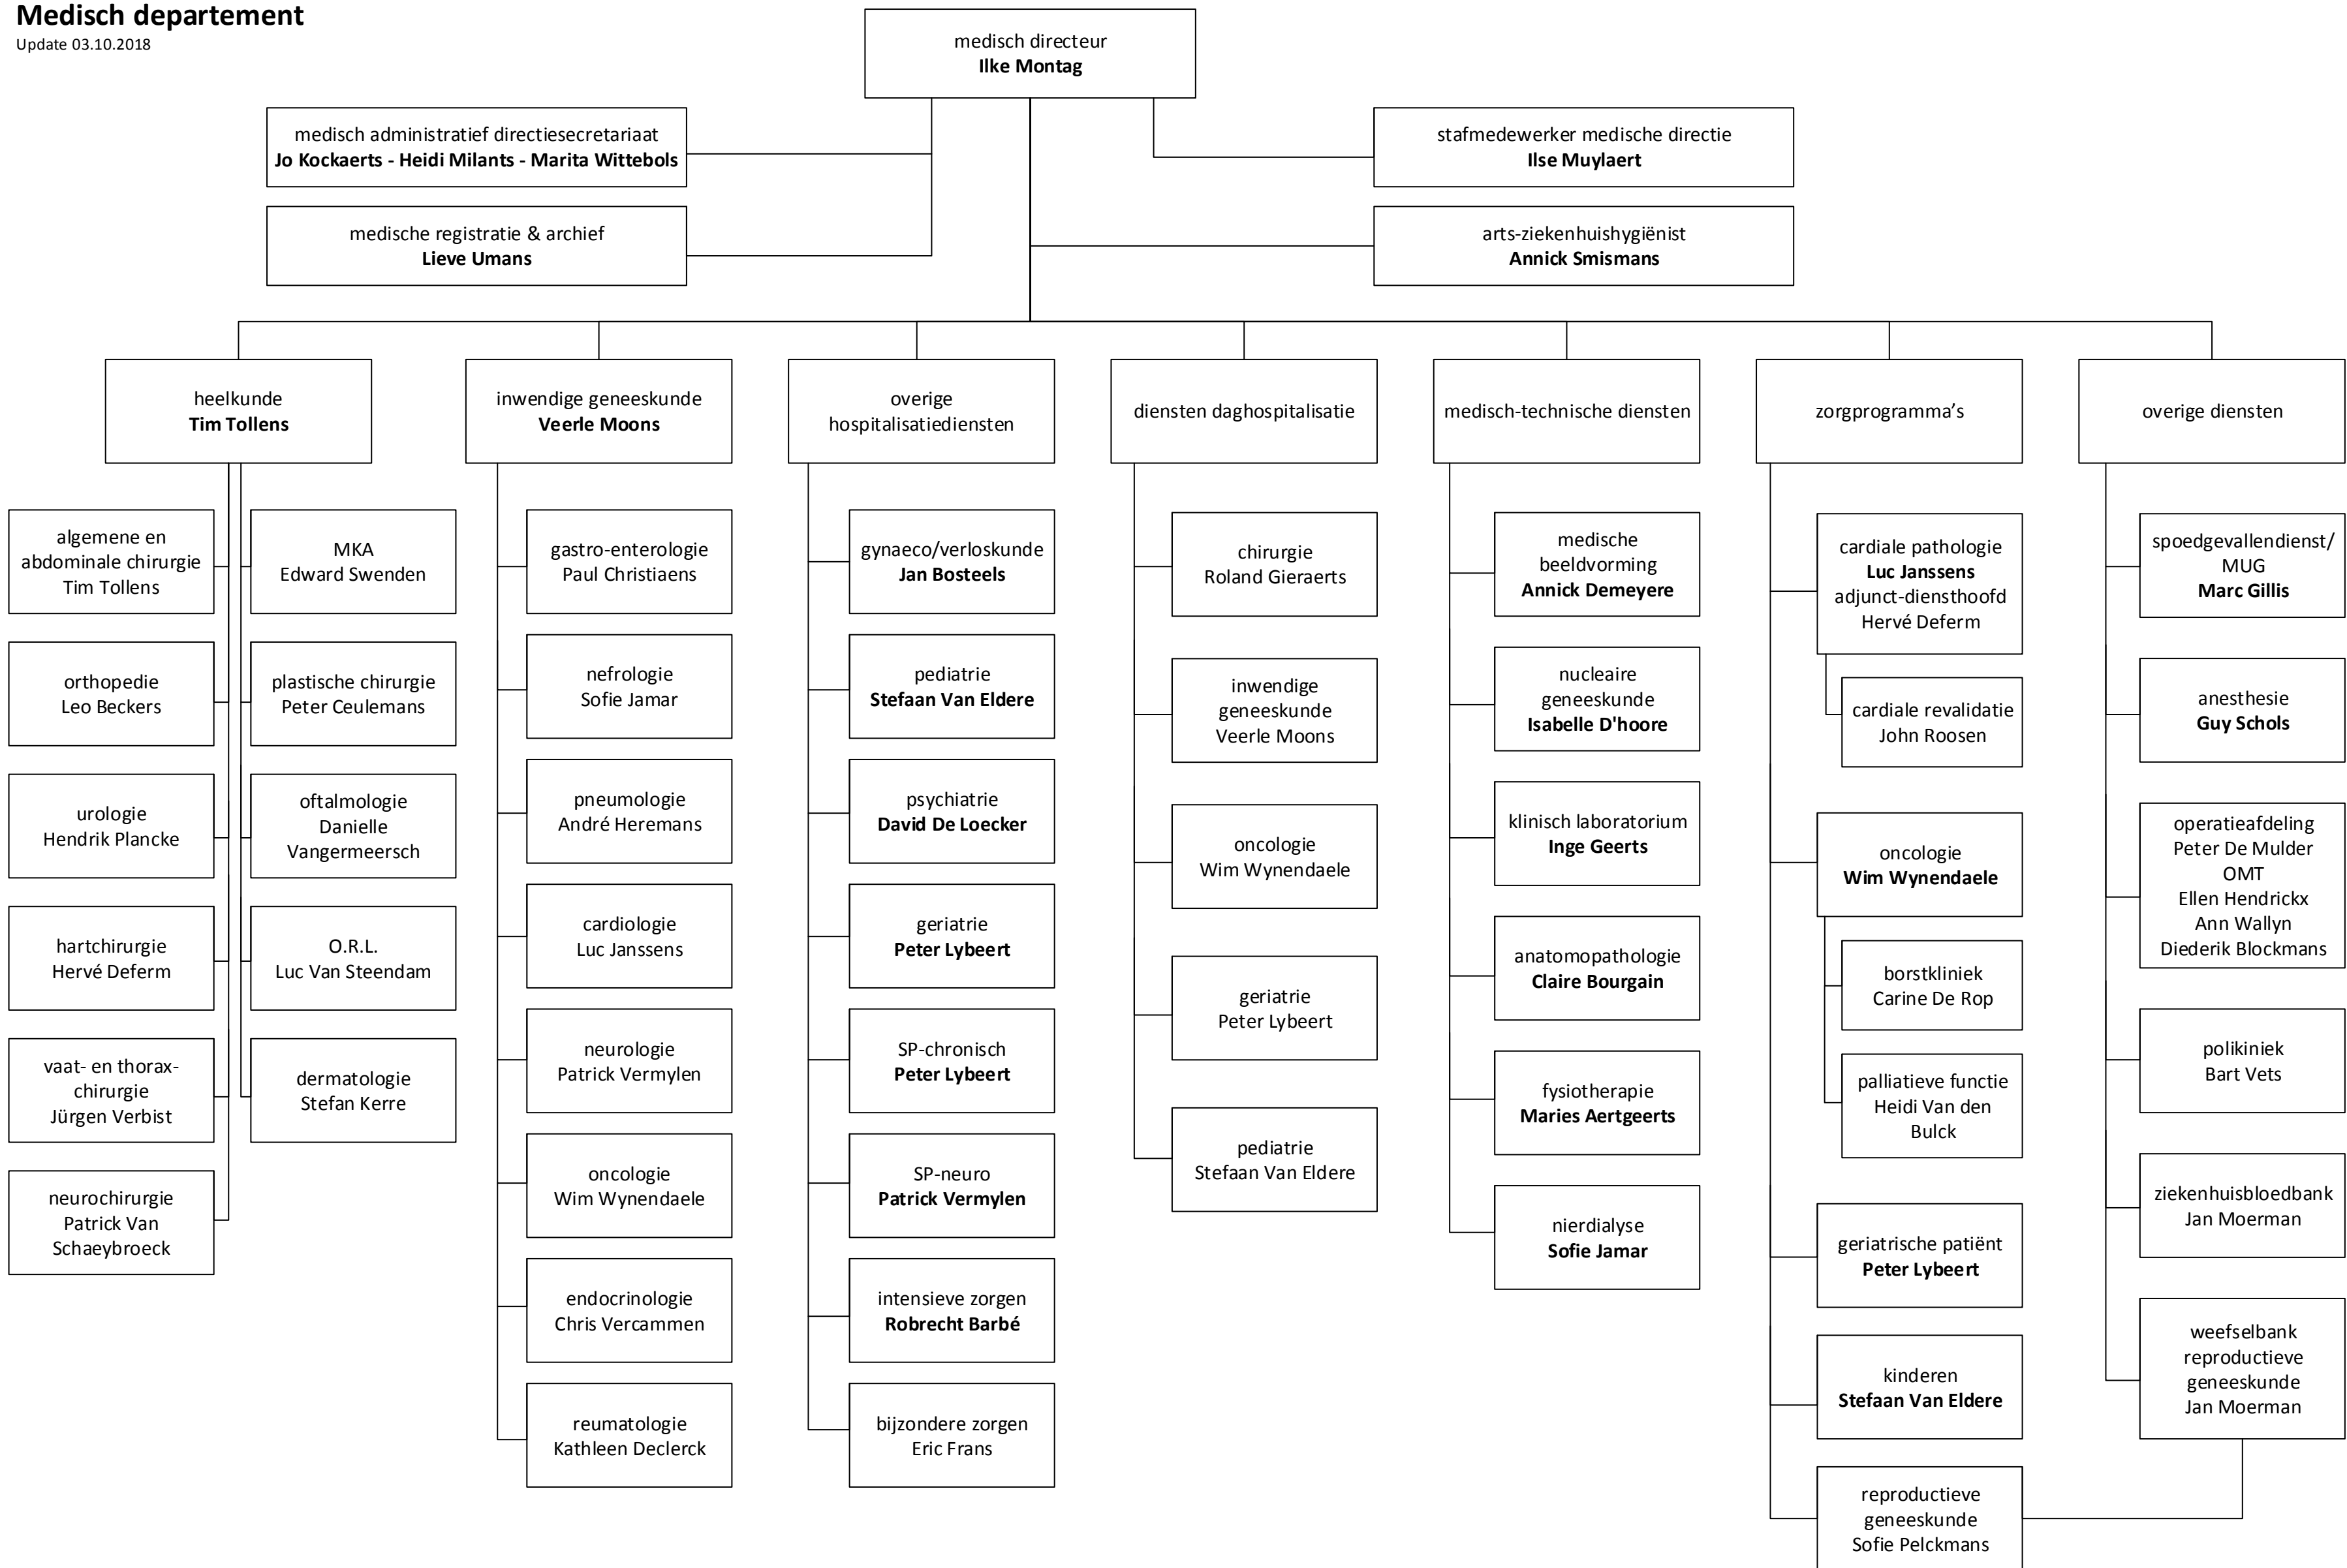 Medisch departement
Update 03.10.2018
medisch directeur
Ilke Montag
medisch administratief directiesecretariaat
Jo Kockaerts - Heidi Milants - Marita Wittebols
stafmedewerker medische directie
Ilse Muylaert
medische registratie & archief
Lieve Umans
arts-ziekenhuishygiënist
Annick Smismans
heelkunde
Tim Tollens
inwendige geneeskunde
Veerle Moons
overige
hospitalisatiediensten
diensten daghospitalisatie
medisch-technische diensten
zorgprogramma’s
overige diensten
algemene en
abdominale chirurgie
Tim Tollens
orthopedie
Leo Beckers
urologie
Hendrik Plancke
hartchirurgie
Hervé Deferm
vaat- en thorax-
chirurgie
Jürgen Verbist
neurochirurgie
Patrick Van
Schaeybroeck
MKA
Edward Swenden
plastische chirurgie
Peter Ceulemans
oftalmologie
Danielle
Vangermeersch
O.R.L.
Luc Van Steendam
dermatologie
Stefan Kerre
gastro-enterologie
Paul Christiaens
nefrologie
Sofie Jamar
pneumologie
André Heremans
cardiologie
Luc Janssens
neurologie
Patrick Vermylen
oncologie
Wim Wynendaele
endocrinologie
Chris Vercammen
reumatologie
Kathleen Declerck
gynaeco/verloskunde
Jan Bosteels
pediatrie
Stefaan Van Eldere
psychiatrie
David De Loecker
geriatrie
Peter Lybeert
SP-chronisch
Peter Lybeert
SP-neuro
Patrick Vermylen
intensieve zorgen
Robrecht Barbé
bijzondere zorgen
Eric Frans
chirurgie
Roland Gieraerts
inwendige
geneeskunde
Veerle Moons
oncologie
Wim Wynendaele
geriatrie
Peter Lybeert
pediatrie
Stefaan Van Eldere
medische
beeldvorming
Annick Demeyere
nucleaire
geneeskunde
Isabelle D'hoore
klinisch laboratorium
Inge Geerts
anatomopathologie
Claire Bourgain
fysiotherapie
Maries Aertgeerts
nierdialyse
Sofie Jamar
cardiale pathologie
Luc Janssens
adjunct-diensthoofd
Hervé Deferm
cardiale revalidatie
John Roosen
oncologie
Wim Wynendaele
borstkliniek
Carine De Rop
palliatieve functie
Heidi Van den
Bulck
geriatrische patiënt
Peter Lybeert
kinderen
Stefaan Van Eldere
reproductieve
geneeskunde
Sofie Pelckmans
spoedgevallendienst/
MUG
Marc Gillis
anesthesie
Guy Schols
operatieafdeling
Peter De Mulder
OMT
Ellen Hendrickx
Ann Wallyn
Diederik Blockmans
polikiniek
Bart Vets
ziekenhuisbloedbank
Jan Moerman
weefselbank
reproductieve
geneeskunde
Jan Moerman